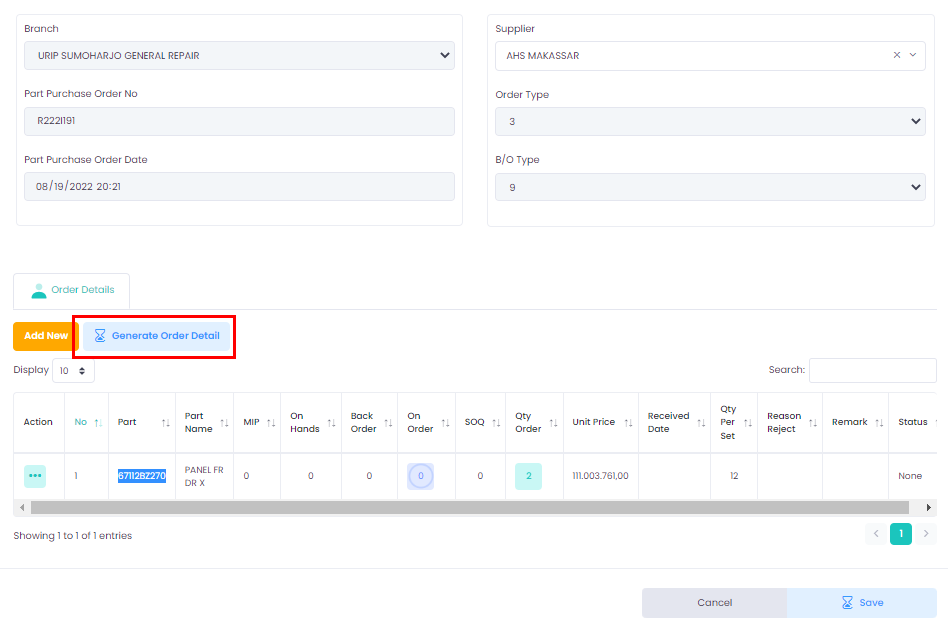 Branch
URIP SUMOHARJO GENERAL REPAIR
Part Purchase Order No
R222I191
Part Purchase Order Date
08/19/2022 20:21
Supplier
AHS MAKASSAR
Order Type
3
B/O Type
9
Order Details
Add New
Generate Order Detail
Display 10
Search:
Action No Part Part Name MIP On Hands Back Order On Order SOQ Qty Order Unit Price Received Date Qty Per Set Reason Reject Remark Status
1 67112BZ270 PANEL FR DR X 0 0 0 0 0 2 111.003.761,00 12 None
Showing 1 to 1 of 1 entries
1
Cancel
Save